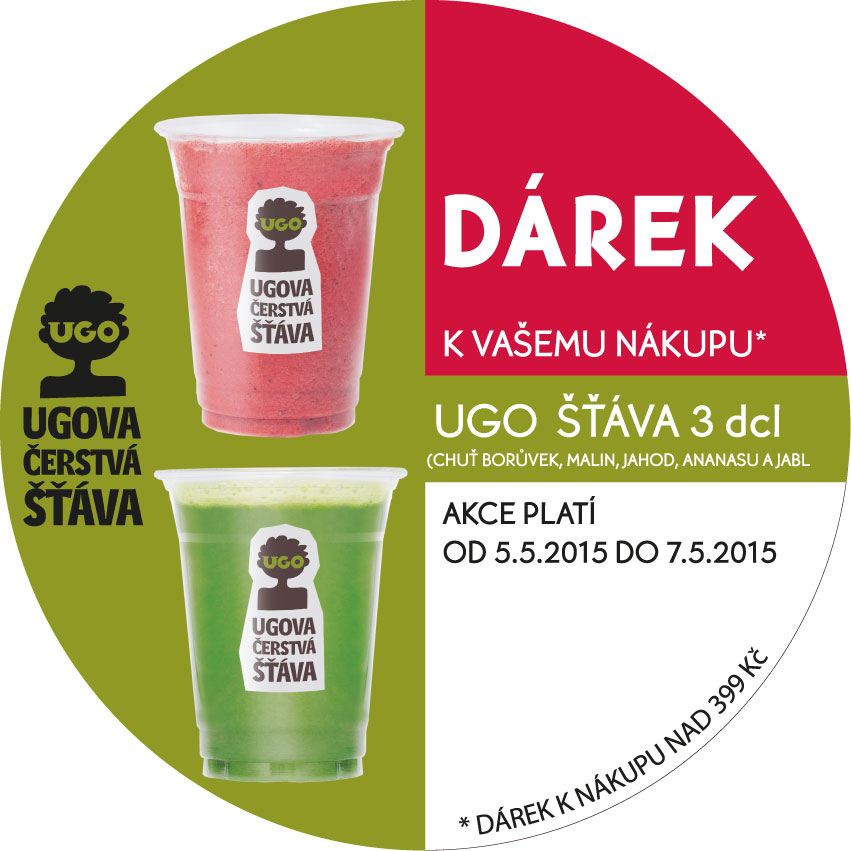 UGO
UGOVA
ČERSTVÁ
ŠŤÁVA
UGO
UGOVA
ČERSTVÁ
ŠŤÁVA
UGO
UGOVA
ČERSTVÁ
ŠŤÁVA
DÁREK
K VAŠEMU NÁKUPU*
UGO ŠŤÁVA 3 dcl
(CHUŤ BORŮVEK, MALIN, JAHOD, ANANASU A JABL
AKCE PLATÍ
OD 5.5.2015 DO 7.5.2015
* DÁREK K NÁKUPU NAD 399 Kč